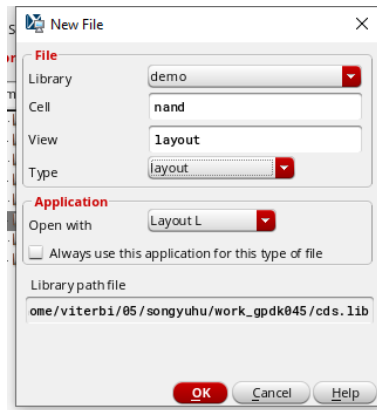 New File
File
Library demo
Cell nand
View layout
Type layout
Application
Open with Layout L
Always use this application for this type of file
Library path file
ome/viterbi/05/songyuhu/work_gpdk045/cds.lib
OK Cancel Help